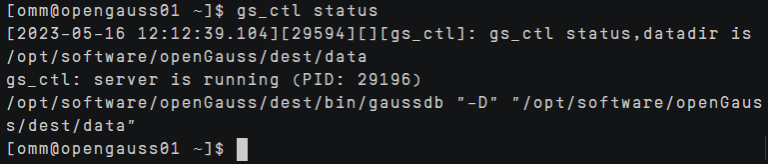 [omm@opengauss01 ~]$ gs_ctl status
[2023-05-16 12:12:39.104][29594][][gs_ctl]: gs_ctl status,datadir is
/opt/software/openGauss/dest/data
gs_ctl: server is running (PID: 29196)
/opt/software/openGauss/dest/bin/gaussdb "-D" "/opt/software/openGaus
s/dest/data"
[omm@opengauss01 ~]$